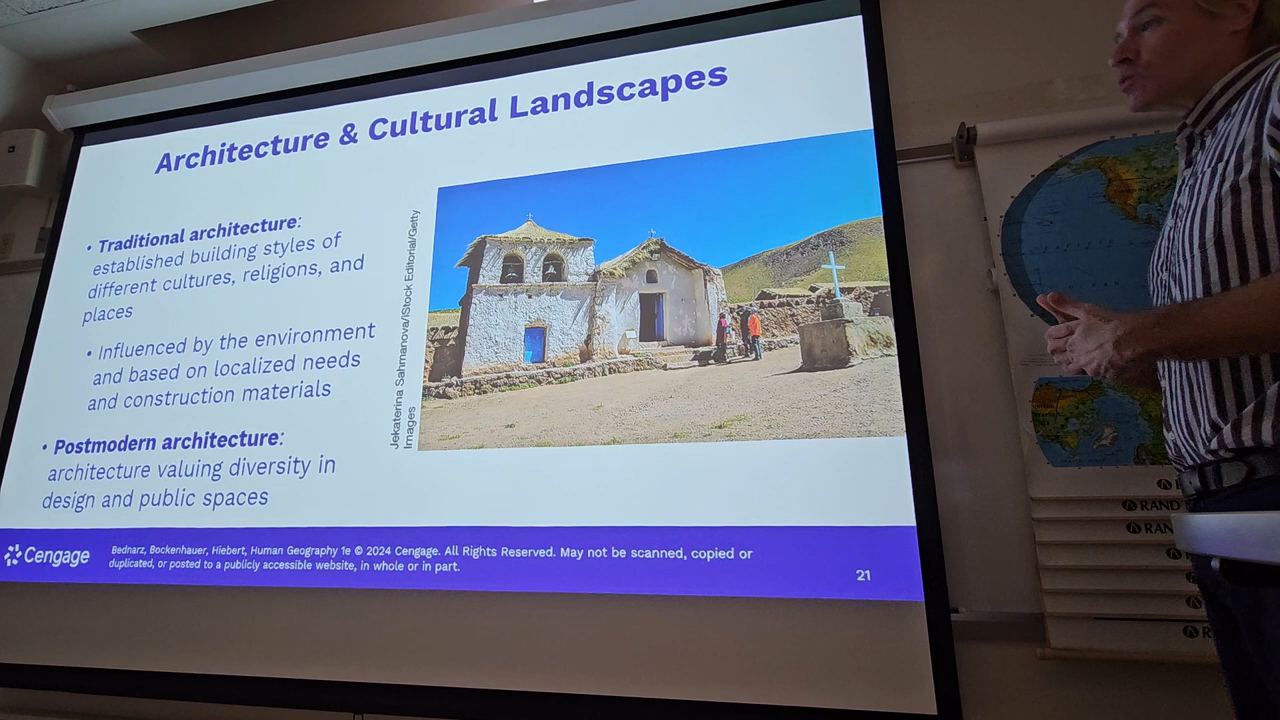 Architecture & Cultural Landscapes
• Traditional architecture:
established building styles of
different cultures, religions, and
places
• Influenced by the environment
and based on localized needs
and construction materials
• Postmodern architecture:
architecture valuing diversity in
design and public spaces
Jekaterina Sahmanova/iStock Editorial/Getty
Images
Cengage
Bednarz, Bockenhauer, Hiebert, Human Geography 1e © 2024 Cengage. All Rights Reserved. May not be scanned, copied or
duplicated, or posted to a publicly accessible website, in whole or in part.
21
RAND
RAN
R